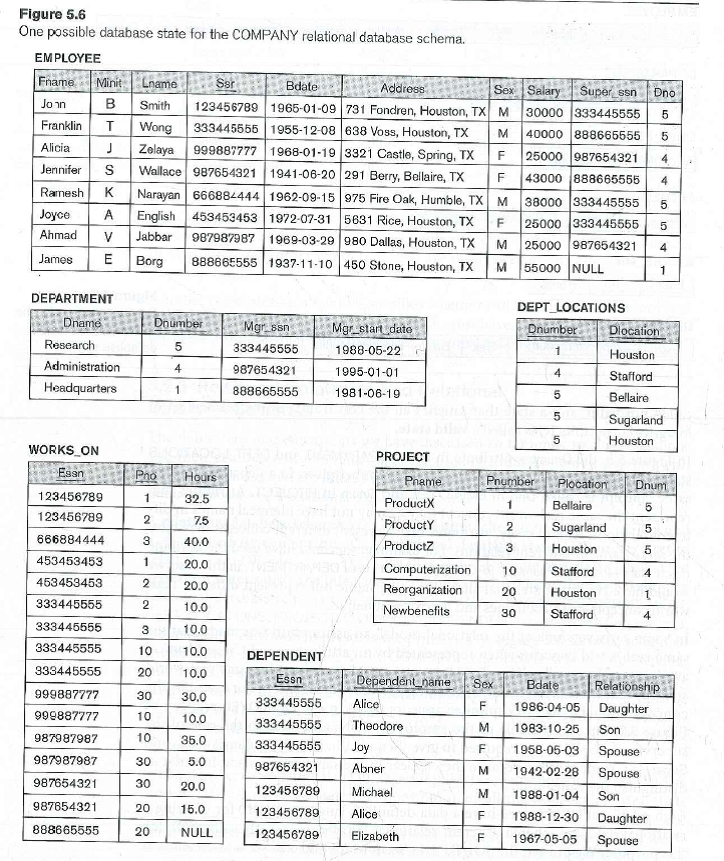 Figure 5.6
One possible database state for the COMPANY relational database schema.
EMPLOYEE
Fname Minit Lname Ssn Bdate Address Sex Salary Super_ssn Dno
John B Smith 123456789 1965-01-09 731 Fondren, Houston, TX M 30000 333445555 5
Franklin T Wong 333445555 1955-12-08 638 Voss, Houston, TX M 40000 888665555 5
Alicia J Zelaya 999887777 1968-01-19 3321 Castle, Spring, TX F 25000 987654321 4
Jennifer S Wallace 987654321 1941-06-20 291 Berry, Bellaire, TX F 43000 888665555 4
Ramesh K Narayan 666884444 1962-09-15 975 Fire Oak, Humble, TX M 38000 333445555 5
Joyce A English 453453453 1972-07-31 5631 Rice, Houston, TX F 25000 333445555 5
Ahmad V Jabbar 987987987 1969-03-29 980 Dallas, Houston, TX M 25000 987654321 4
James E Borg 888665555 1937-11-10 450 Stone, Houston, TX M 55000 NULL 1
DEPARTMENT
Dname Dnumber Mgr_ssn Mgr_start_date
Research 5 333445555 1988-05-22
Administration 4 987654321 1995-01-01
Headquarters 1 888665555 1981-06-19
DEPT_LOCATIONS
Dnumber Dlocation
1 Houston
4 Stafford
5 Bellaire
5 Sugarland
5 Houston
WORKS_ON
Essn Pno Hours
123456789 1 32.5
123456789 2 7.5
666884444 3 40.0
453453453 1 20.0
453453453 2 20.0
333445555 2 10.0
333445555 3 10.0
333445555 10 10.0
333445555 20 10.0
999887777 30 30.0
999887777 10 10.0
987987987 10 35.0
987987987 30 5.0
987654321 30 20.0
987654321 20 15.0
888665555 20 NULL
PROJECT
Pname Pnumber Plocation Dnum
ProductX 1 Bellaire 5
ProductY 2 Sugarland 5
ProductZ 3 Houston 5
Computerization 10 Stafford 4
Reorganization 20 Houston 1
Newbenefits 30 Stafford 4
DEPENDENT
Essn Dependent_name Sex Bdate Relationship
333445555 Alice F 1986-04-05 Daughter
333445555 Theodore M 1983-10-25 Son
333445555 Joy F 1958-05-03 Spouse
987654321 Abner M 1942-02-28 Spouse
123456789 Michael M 1988-01-04 Son
123456789 Alice F 1988-12-30 Daughter
123456789 Elizabeth F 1967-05-05 Spouse